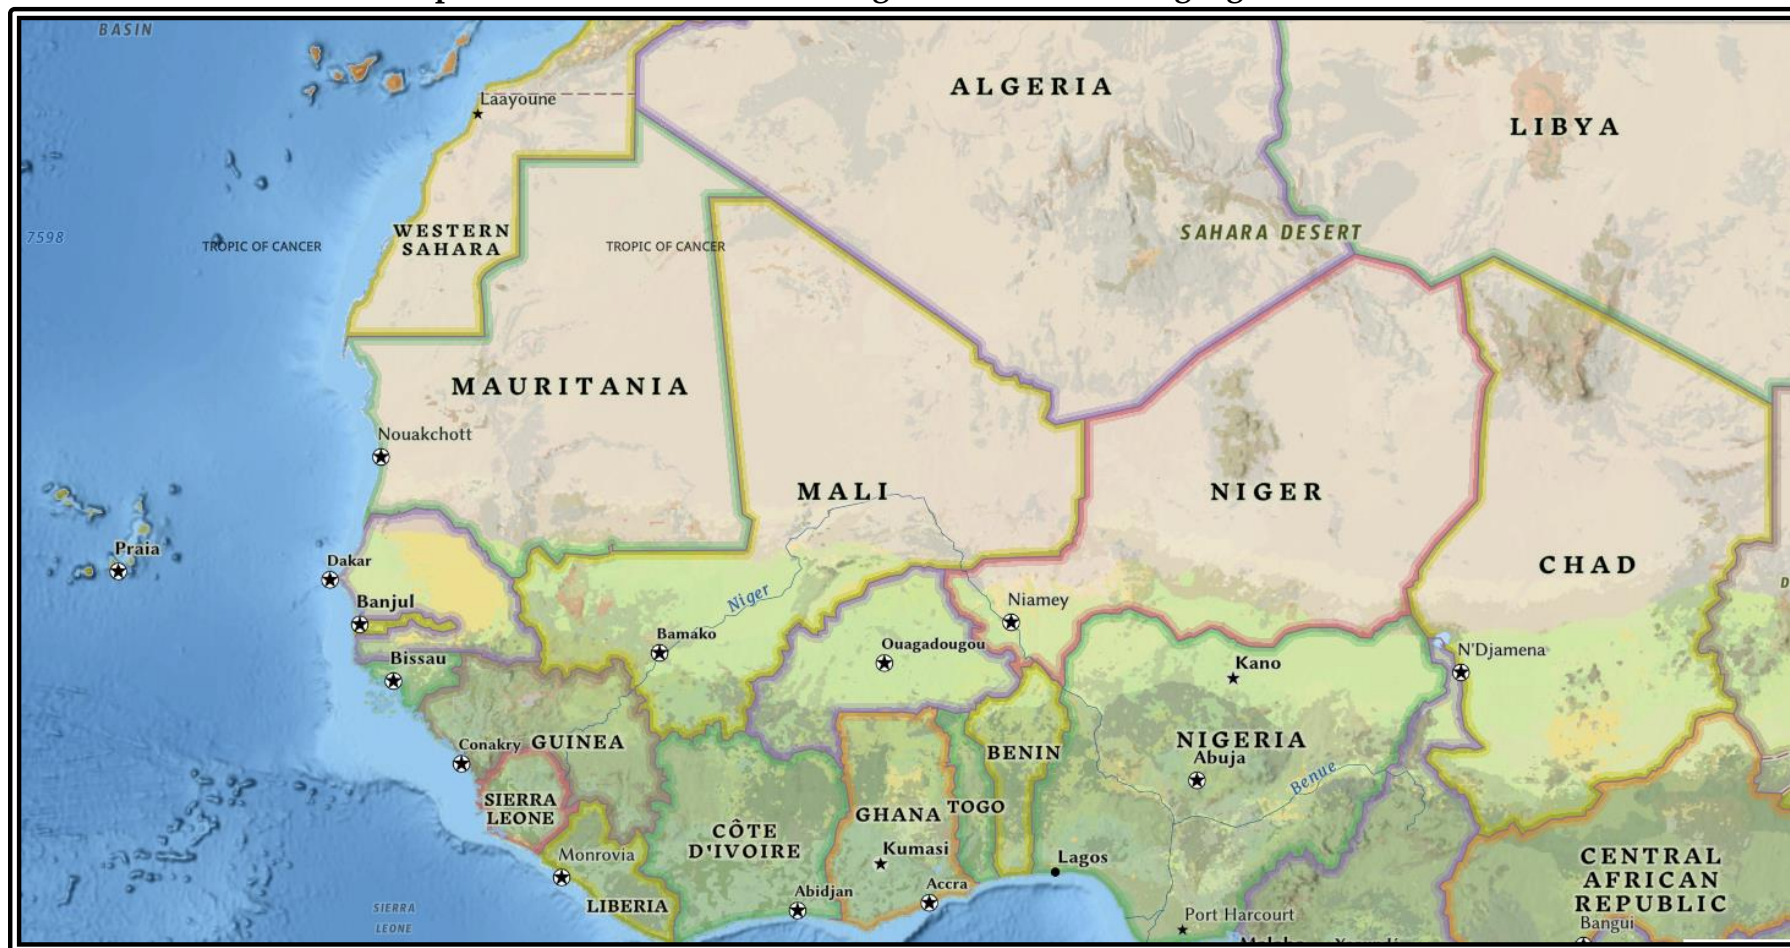 BASIN
ALGERIA
Laayoune
LIBYA
WESTERN
SAHARA
7598
TROPIC OF CANCER
TROPIC OF CANCER
SAHARA DESERT
MAURITANIA
Nouakchott
MALI
NIGER
Praia
Dakar
CHAD
Banjul
Niger
Niamey
Bamako
Ouagadougou
Bissau
Kano
N'Djamena
Conakry
GUINEA
BENIN
NIGERIA
Abuja
Benue
SIERRA
LEONE
GHANA
TOGO
CÔTE
D'IVOIRE
Kumasi
Monrovia
Lagos
CENTRAL
AFRICAN
REPUBLIC
Abidjan
Accra
LIBERIA
SIERRA
LEONE
Port Harcourt
Bangui